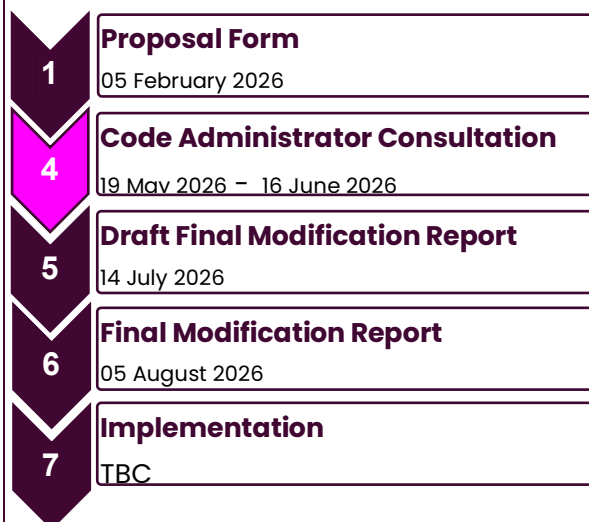 1
Proposal Form
05 February 2026
4
Code Administrator Consultation
19 May 2026 – 16 June 2026
5
Draft Final Modification Report
14 July 2026
6
Final Modification Report
05 August 2026
7
Implementation
TBC